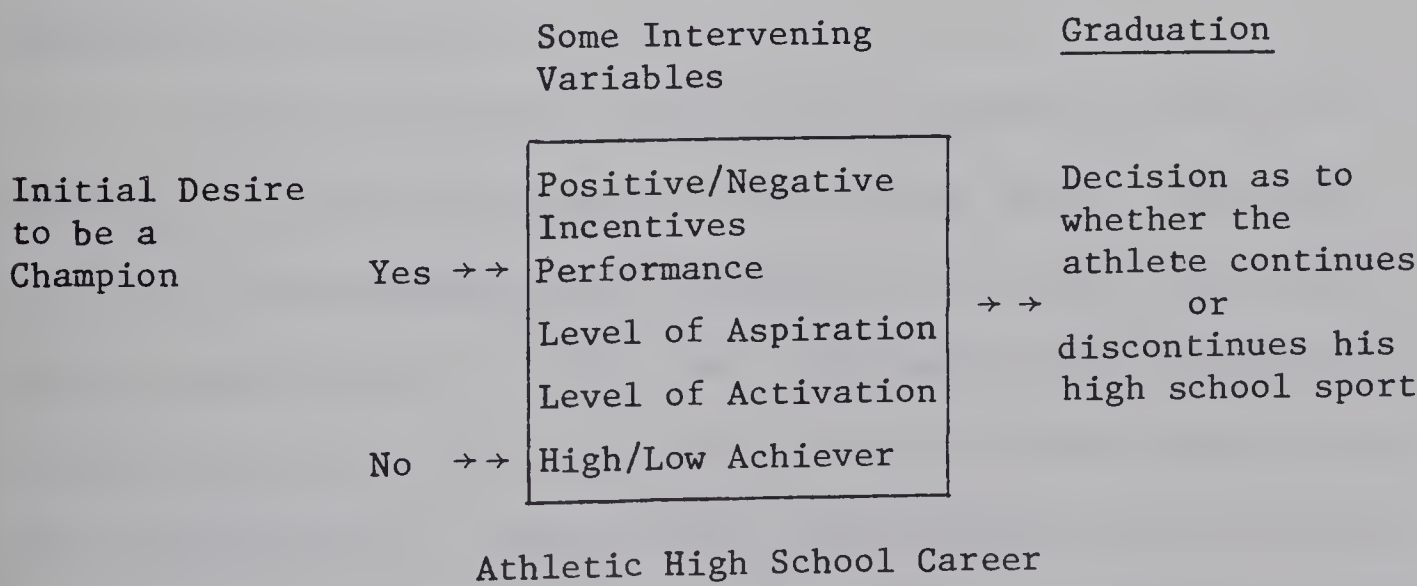 Some Intervening
Variables
Graduation
Initial Desire
to be a
Champion
Yes →→
No →→
Positive/Negative
Incentives
Performance
Level of Aspiration
Level of Activation
High/Low Achiever
→ →
Decision as to
whether the
athlete continues
or
discontinues his
high school sport
Athletic High School Career